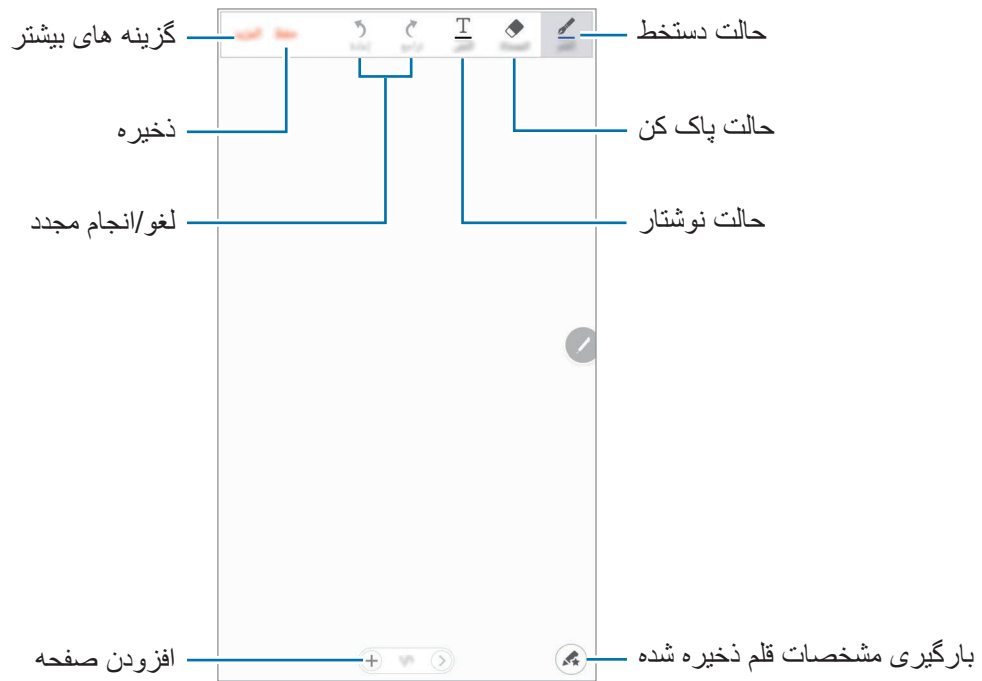 حالت دستخط
گزینه های بیشتر
T
حالت پاک کن
ذخیره
حالت نوشتار
لغو/انجام مجدد
بارگیری مشخصات قلم ذخیره شده
افزودن صفحه